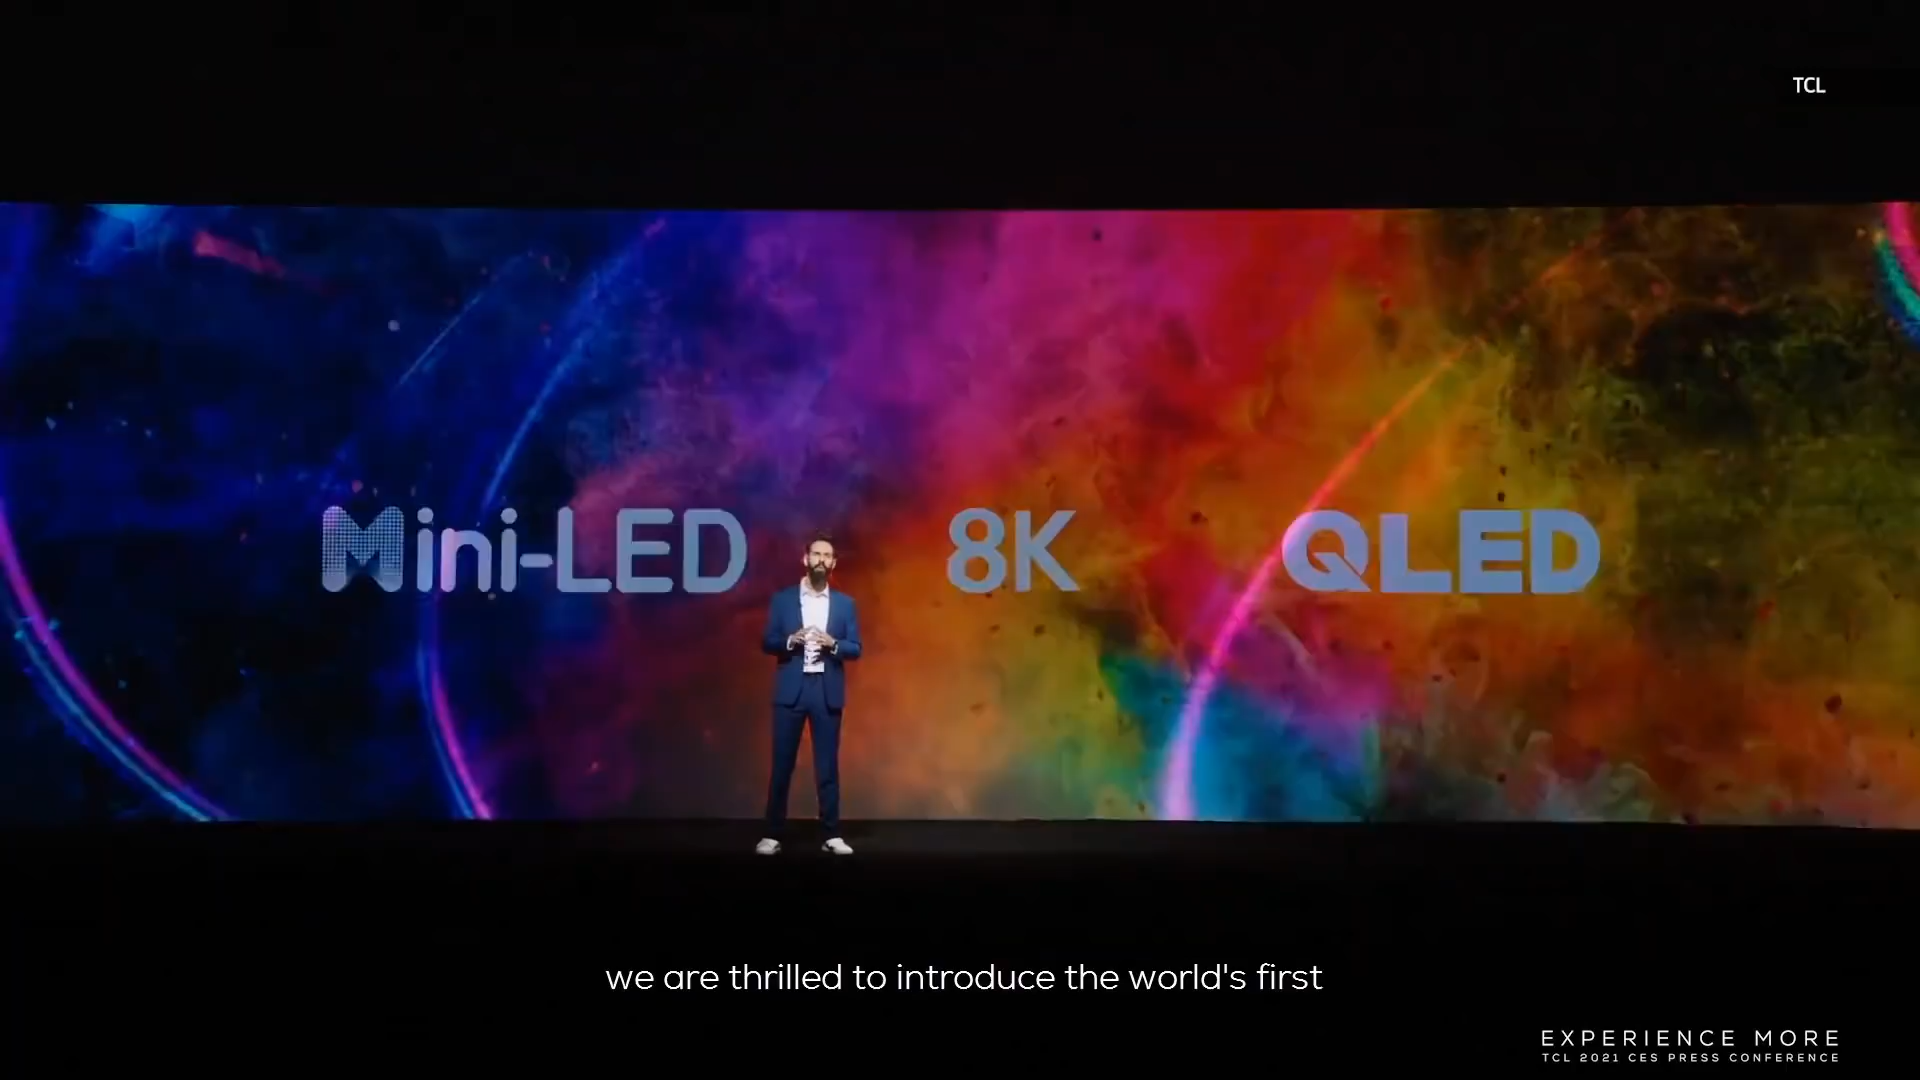 TCL
Mini-LED 8K QLED
we are thrilled to introduce the world's first
EXPERIENCE MORE
TCL 2021 CES PRESS CONFERENCE